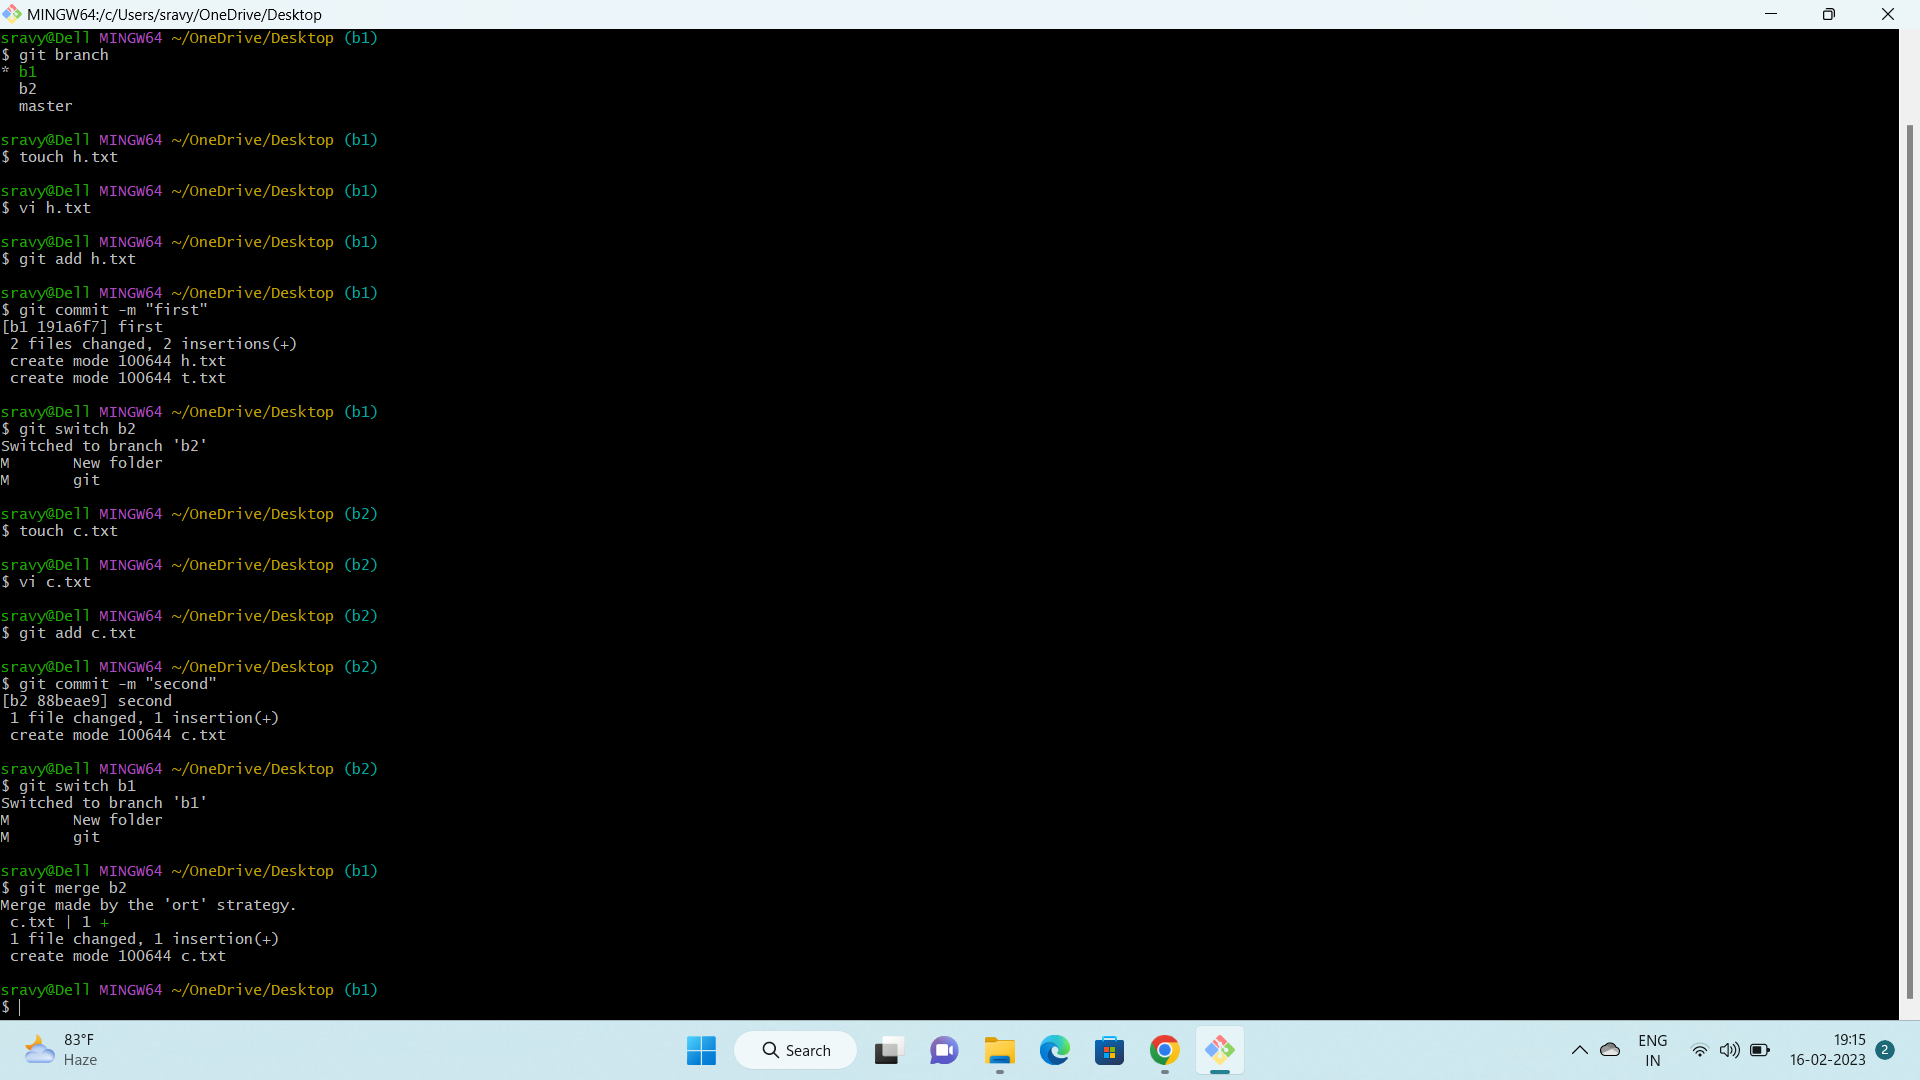 MINGW64:/c/Users/sravy/OneDrive/Desktop
sravy@Dell MINGW64 ~/OneDrive/Desktop (b1)
$ git branch
* b1
  b2
  master
sravy@Dell MINGW64 ~/OneDrive/Desktop (b1)
$ touch h.txt
sravy@Dell MINGW64 ~/OneDrive/Desktop (b1)
$ vi h.txt
sravy@Dell MINGW64 ~/OneDrive/Desktop (b1)
$ git add h.txt
sravy@Dell MINGW64 ~/OneDrive/Desktop (b1)
$ git commit -m "first"
[b1 191a6f7] first
 2 files changed, 2 insertions(+)
 create mode 100644 h.txt
 create mode 100644 t.txt
sravy@Dell MINGW64 ~/OneDrive/Desktop (b1)
$ git switch b2
Switched to branch 'b2'
M       New folder
M       git
sravy@Dell MINGW64 ~/OneDrive/Desktop (b2)
$ touch c.txt
sravy@Dell MINGW64 ~/OneDrive/Desktop (b2)
$ vi c.txt
sravy@Dell MINGW64 ~/OneDrive/Desktop (b2)
$ git add c.txt
sravy@Dell MINGW64 ~/OneDrive/Desktop (b2)
$ git commit -m "second"
[b2 88beae9] second
 1 file changed, 1 insertion(+)
 create mode 100644 c.txt
sravy@Dell MINGW64 ~/OneDrive/Desktop (b2)
$ git switch b1
Switched to branch 'b1'
M       New folder
M       git
sravy@Dell MINGW64 ~/OneDrive/Desktop (b1)
$ git merge b2
Merge made by the 'ort' strategy.
 c.txt | 1 +
 1 file changed, 1 insertion(+)
 create mode 100644 c.txt
sravy@Dell MINGW64 ~/OneDrive/Desktop (b1)
$
83°F
Haze
Search
ENG
IN
19:15
16-02-2023
2